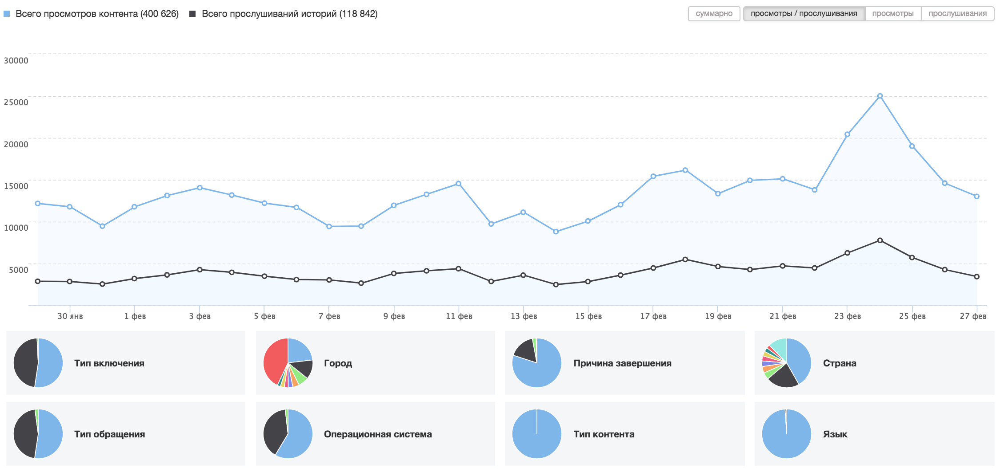 Всего просмотров контента (400 626) Всего прослушиваний историй (118 842) суммарно просмотры / прослушивания просмотры прослушивания
30000
25000
20000
15000
10000
5000
30 янв 1 фев 3 фев 5 фев 7 фев 9 фев 11 фев 13 фев 15 фев 17 фев 19 фев 21 фев 23 фев 25 фев 27 фев
Тип включения Город Причина завершения Страна
Тип обращения Операционная система Тип контента Язык